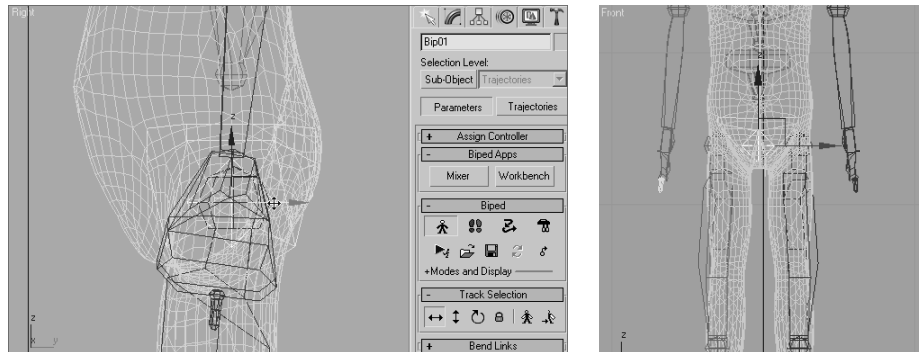 Right
z
z
x
y
Bip01
Selection Level:
Sub-Object Trajectories
Parameters Trajectories
+ Assign Controller
- Biped Apps
Mixer Workbench
- Biped
+Modes and Display
- Track Selection
+ Bend Links
Front
z
z